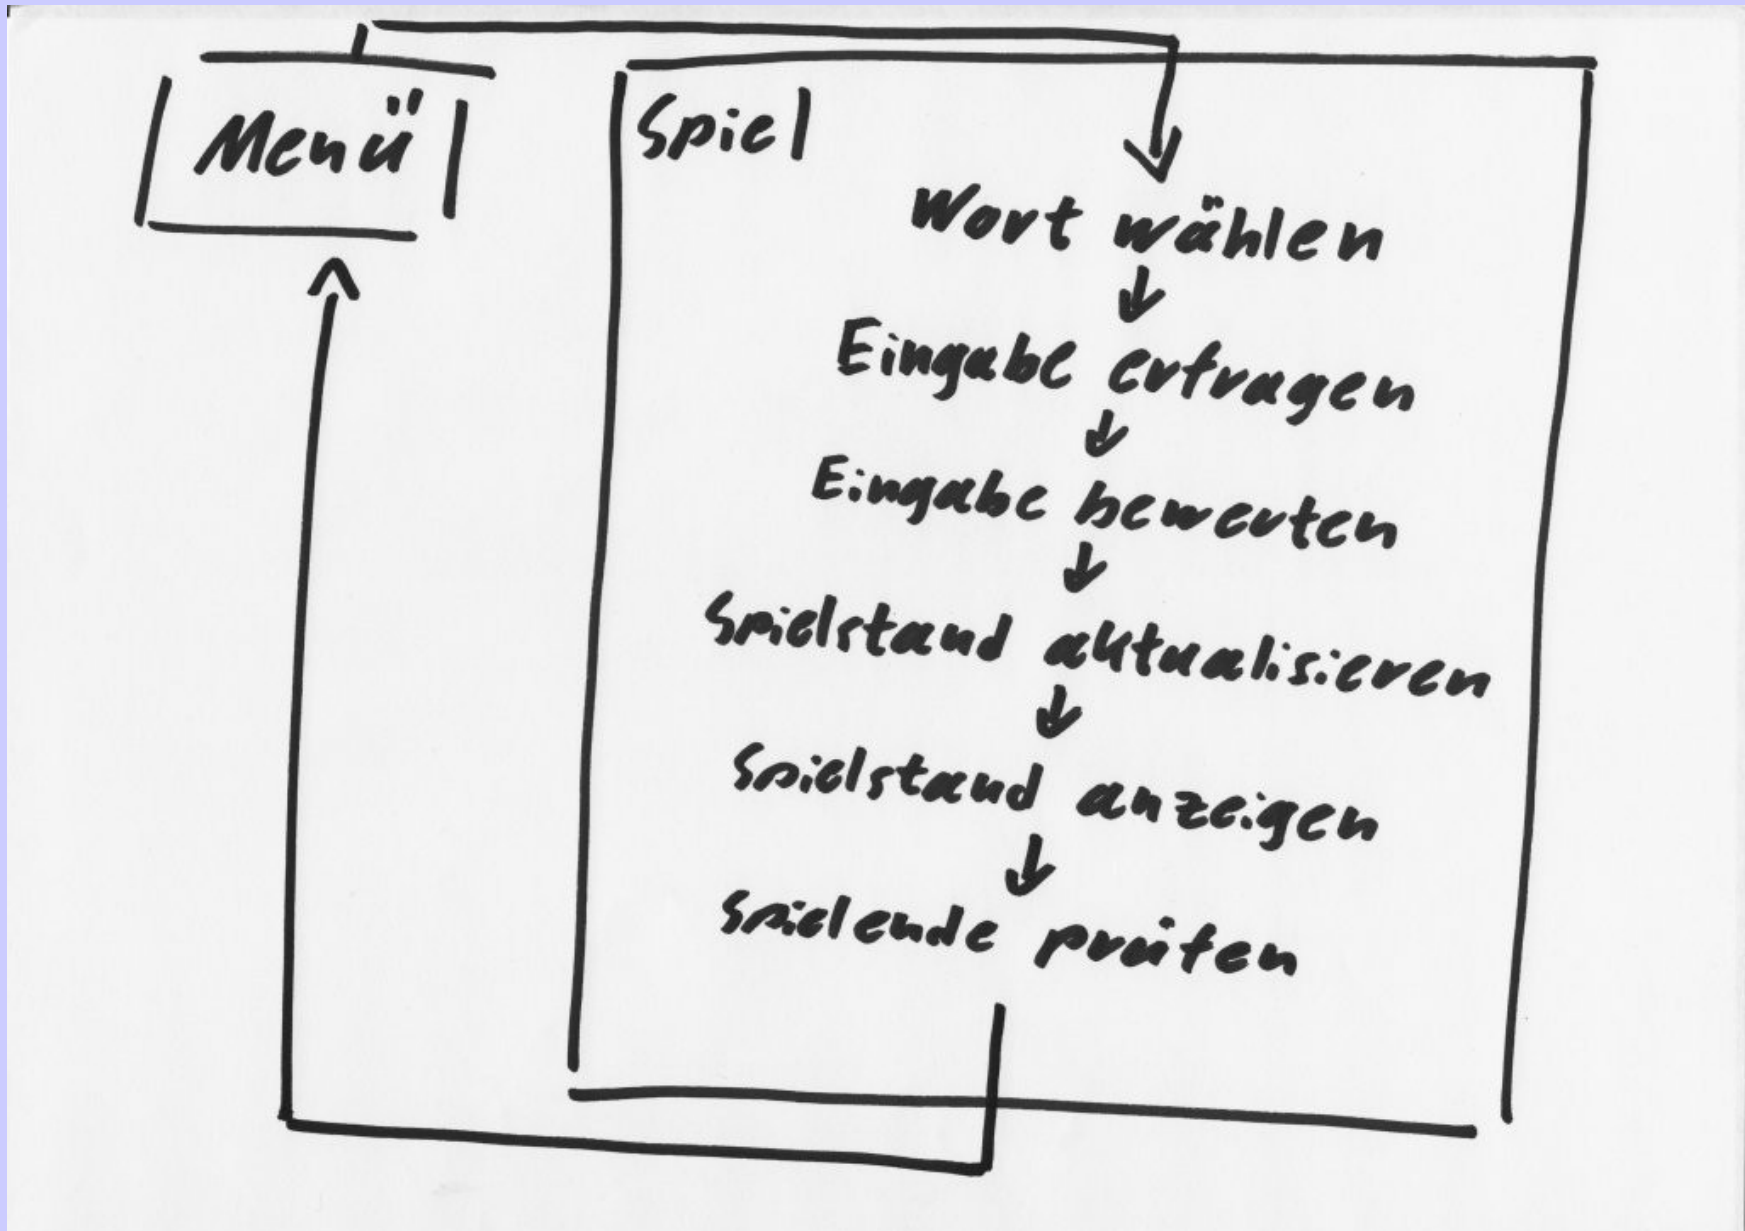 Menü
Spiel
Wort wählen
Eingabe erfragen
Eingabe bewerten
Spielstand aktualisieren
Spielstand anzeigen
Spielende prüfen